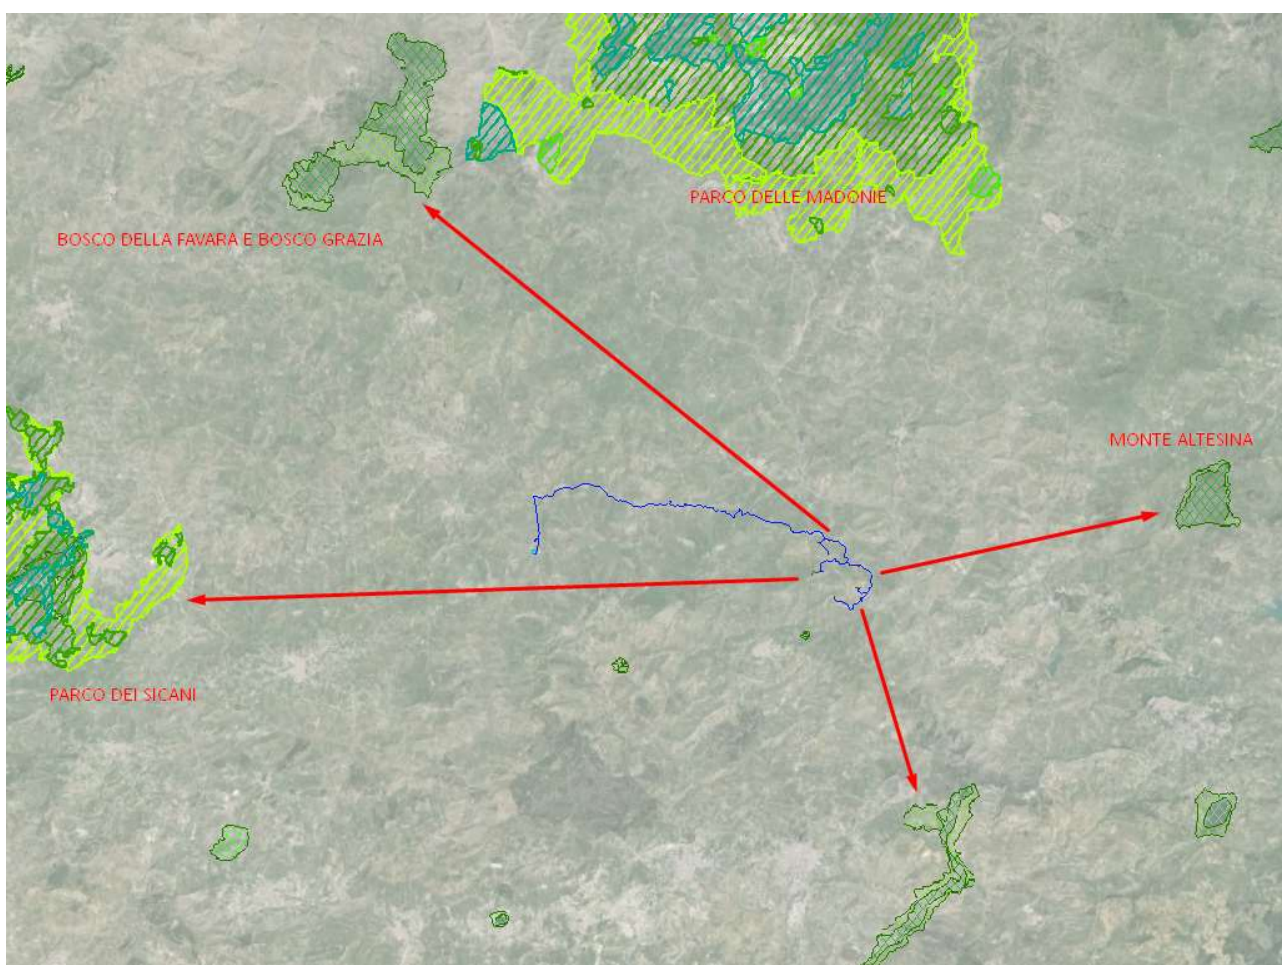 PARCO DELLE MADONIE
BOSCO DELLA FAVARA E BOSCO GRAZIA
MONTE ALTESINA
PARCO DEI SICANI